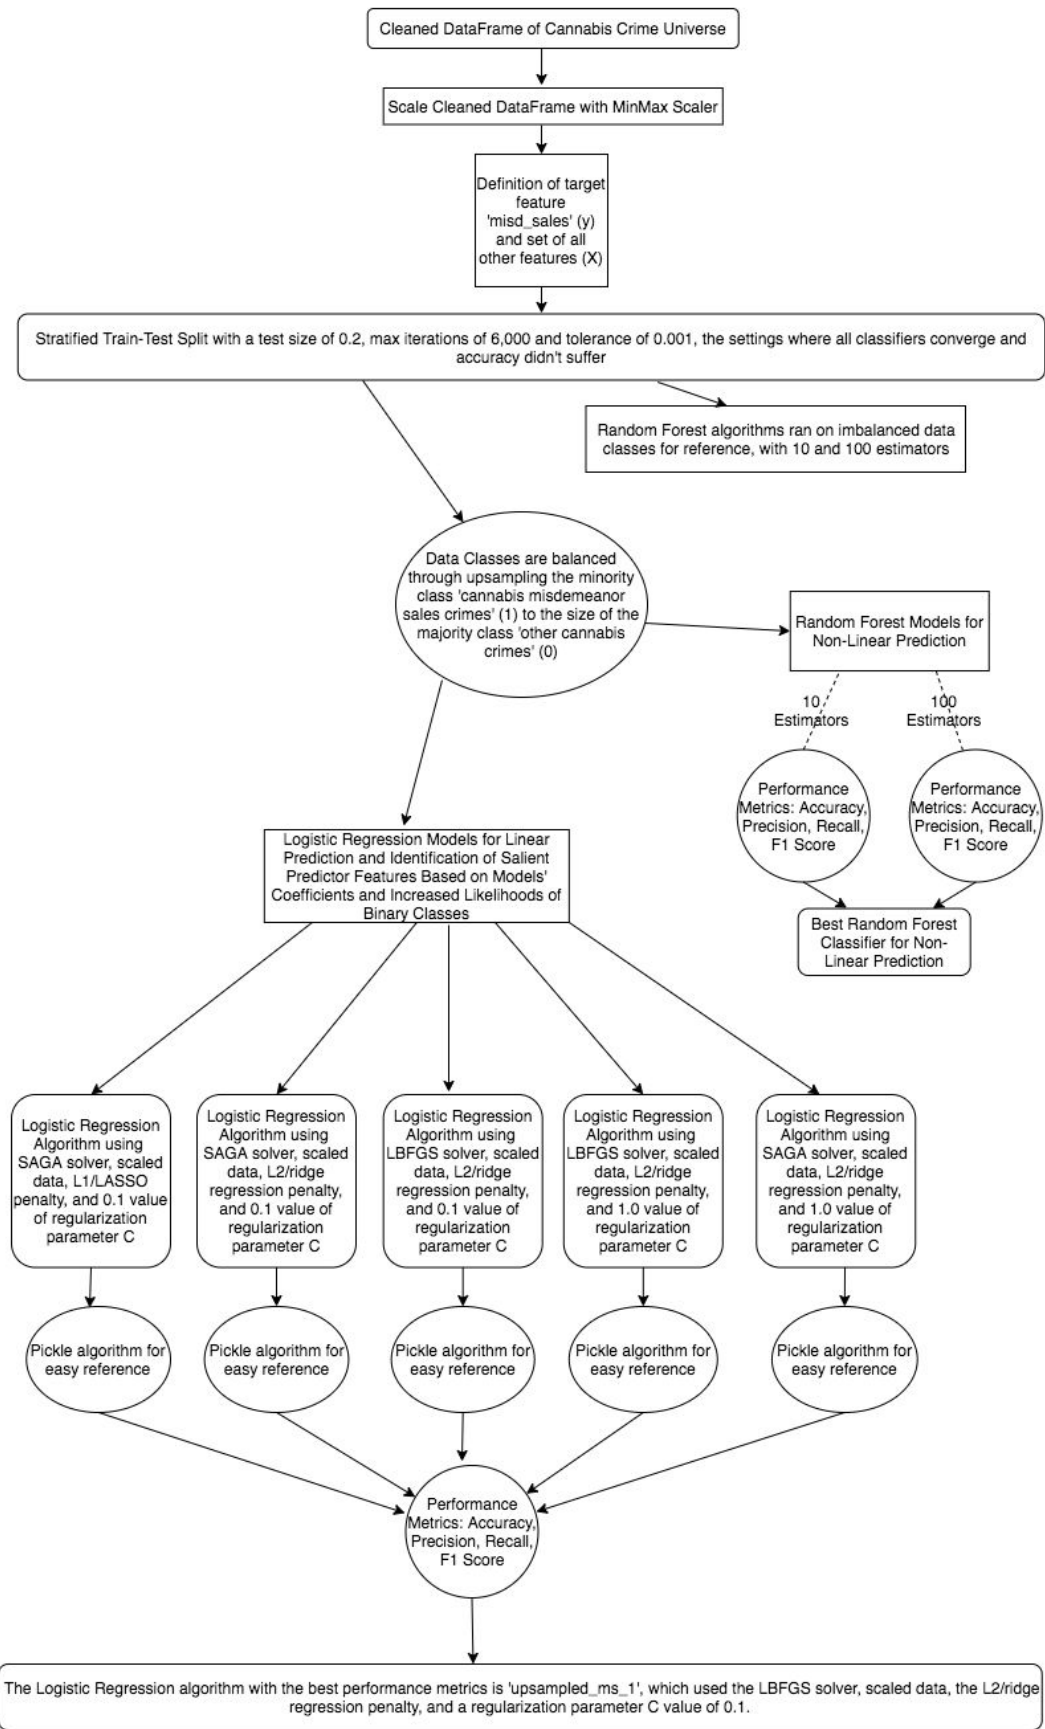 Cleaned DataFrame of Cannabis Crime Universe
Scale Cleaned DataFrame with MinMax Scaler
Definition of target
feature
'misd_sales' (y)
and set of all
other features (X)
Stratified Train-Test Split with a test size of 0.2, max iterations of 6,000 and tolerance of 0.001, the settings where all classifiers converge and
accuracy didn't suffer
Random Forest algorithms ran on imbalanced data
classes for reference, with 10 and 100 estimators
Data Classes are balanced
through upsampling the minority
class 'cannabis misdemeanor
sales crimes' (1) to the size of the
majority class 'other cannabis
crimes' (0)
Random Forest Models for
Non-Linear Prediction
10
Estimators
100
Estimators
Performance
Metrics: Accuracy,
Precision, Recall,
F1 Score
Performance
Metrics: Accuracy,
Precision, Recall,
F1 Score
Best Random Forest
Classifier for Non-
Linear Prediction
Logistic Regression Models for Linear
Prediction and Identification of Salient
Predictor Features Based on Models'
Coefficients and Increased Likelihoods of
Binary Classes
Logistic Regression
Algorithm using
SAGA solver, scaled
data, L1/LASSO
penalty, and 0.1 value
of regularization
parameter C
Logistic Regression
Algorithm using
SAGA solver, scaled
data, L2/ridge
regression penalty,
and 0.1 value of
regularization
parameter C
Logistic Regression
Algorithm using
LBFGS solver, scaled
data, L2/ridge
regression penalty,
and 0.1 value of
regularization
parameter C
Logistic Regression
Algorithm using
LBFGS solver, scaled
data, L2/ridge
regression penalty,
and 1.0 value of
regularization
parameter C
Logistic Regression
Algorithm using
SAGA solver, scaled
data, L2/ridge
regression penalty,
and 1.0 value of
regularization
parameter C
Pickle algorithm for
easy reference
Pickle algorithm for
easy reference
Pickle algorithm for
easy reference
Pickle algorithm for
easy reference
Pickle algorithm for
easy reference
Performance
Metrics: Accuracy,
Precision, Recall,
F1 Score
The Logistic Regression algorithm with the best performance metrics is 'upsampled_ms_1', which used the LBFGS solver, scaled data, the L2/ridge
regression penalty, and a regularization parameter C value of 0.1.